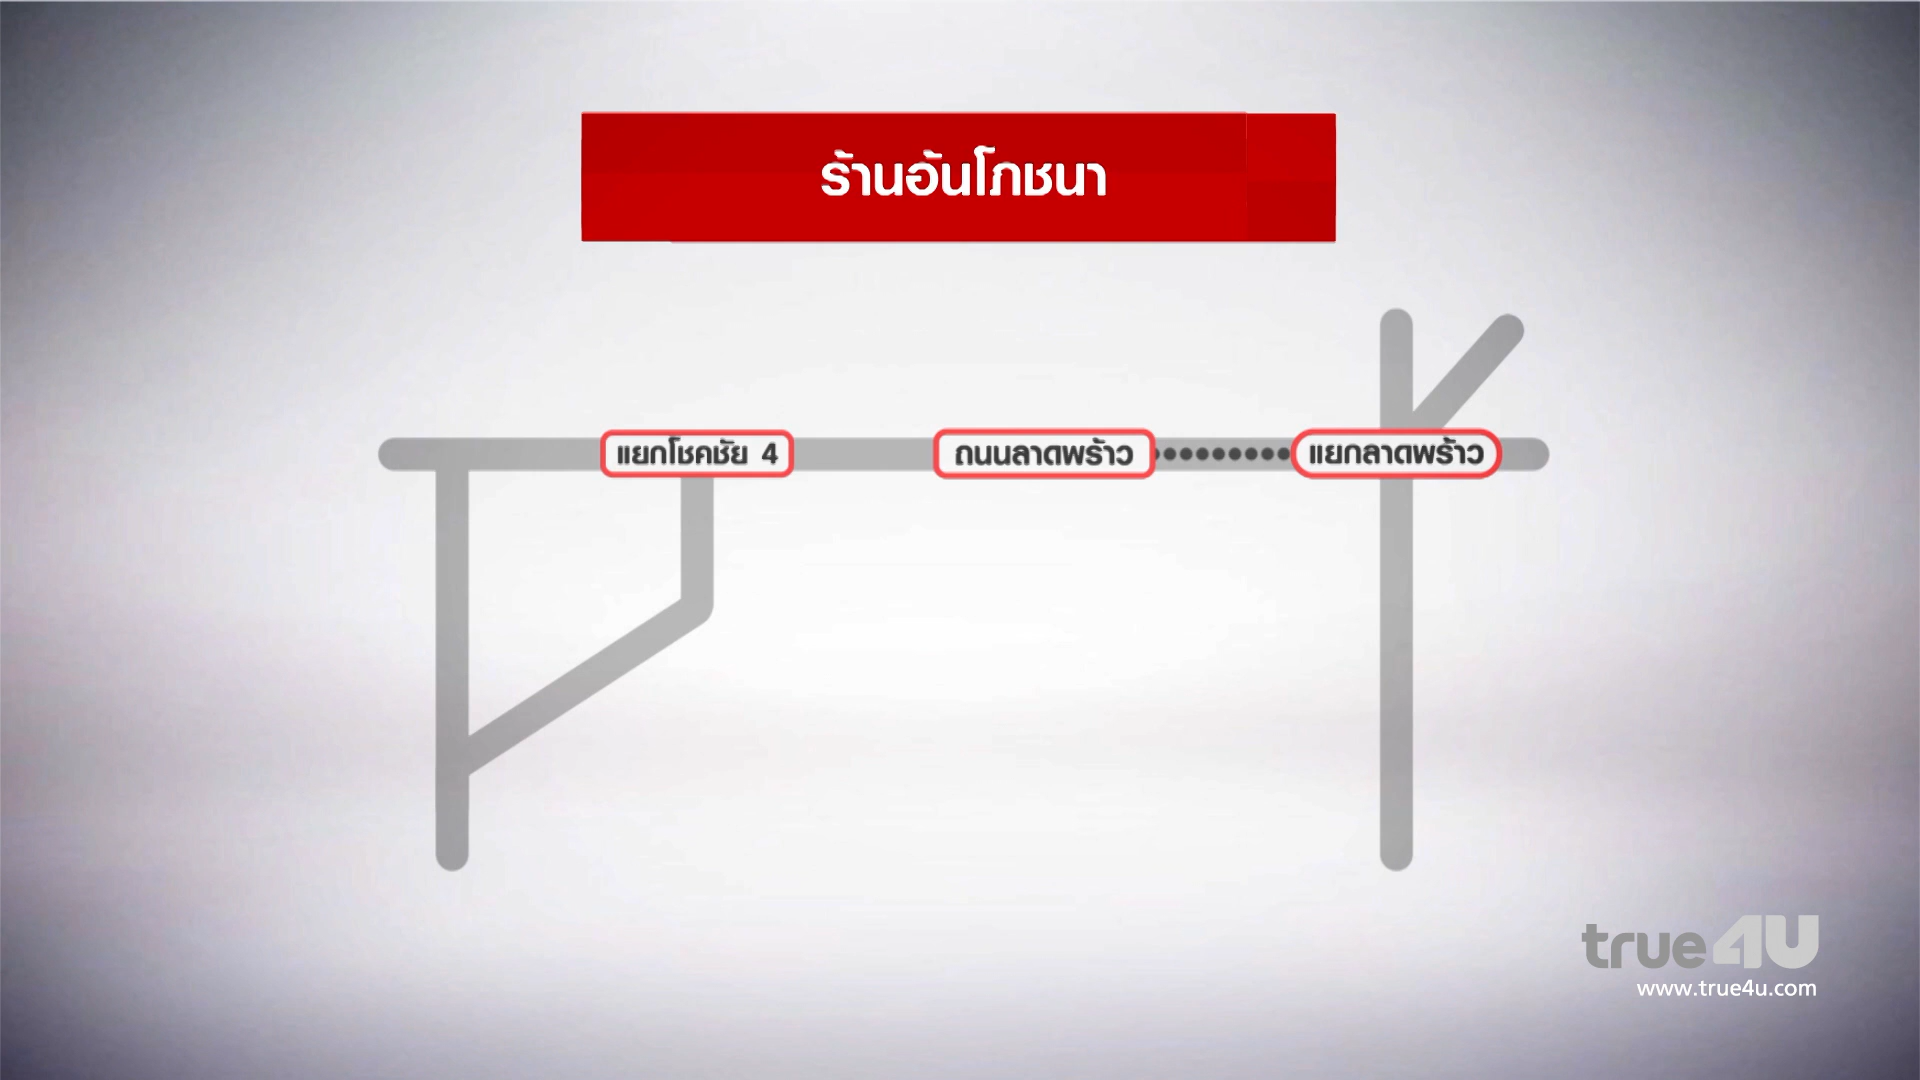 ร้านอ้นโภชนา
แยกโชคชัย 4
ถนนลาดพร้าว
แยกลาดพร้าว
true4U
www.true4u.com